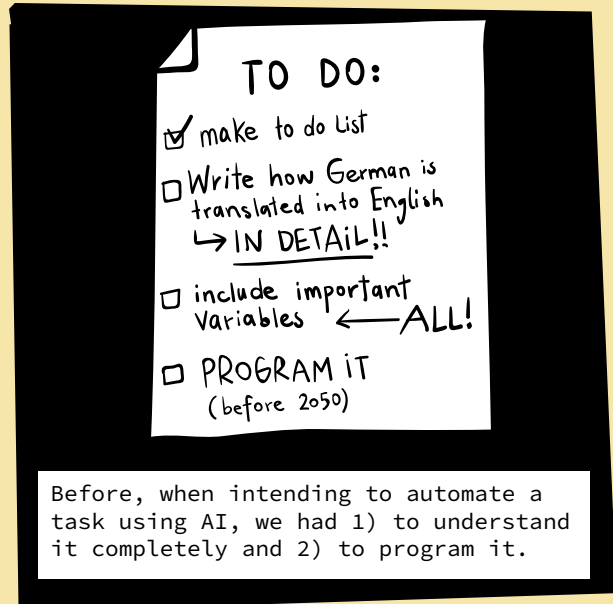 TO DO:
make to do List
Write how German is
translated into English
IN DETAiL!!
include important
Variables
ALL!
PROGRAM iT
(before 2050)
Before, when intending to automate a
task using AI, we had 1) to understand
it completely and 2) to program it.